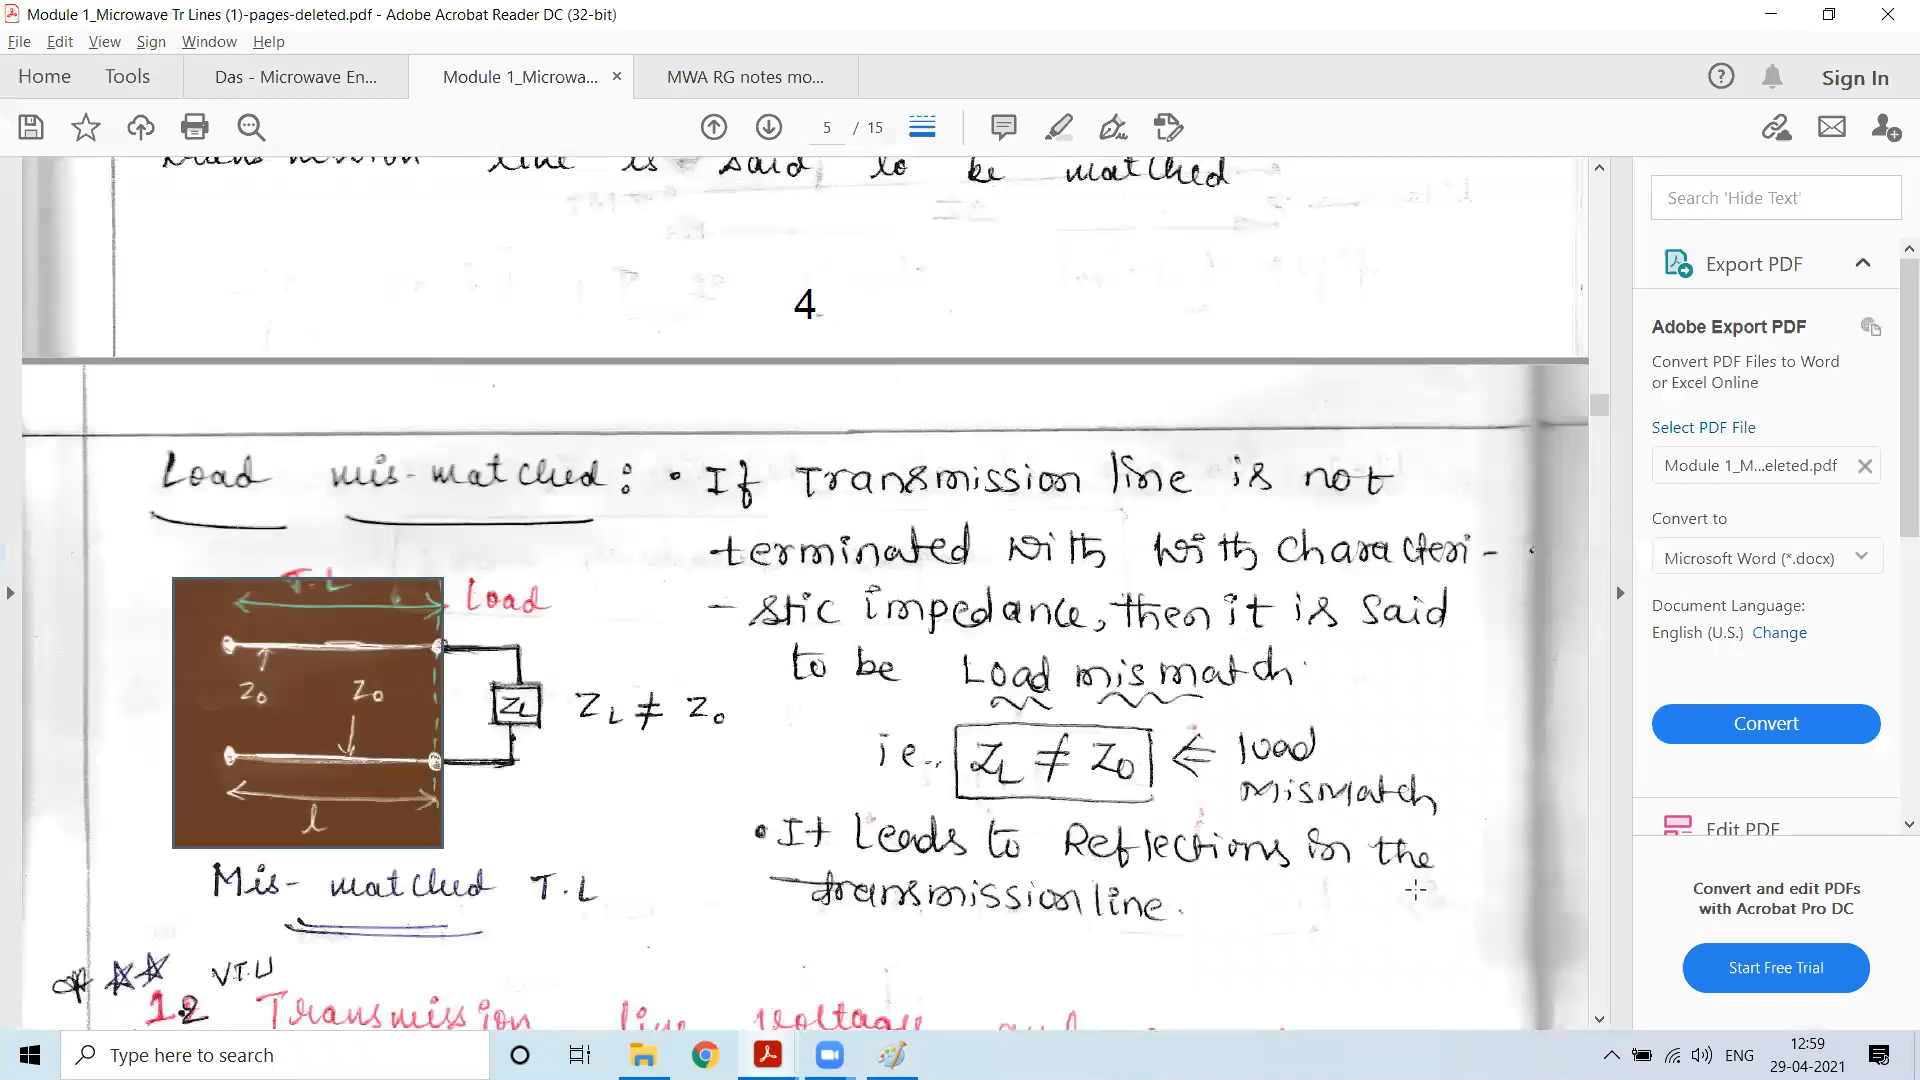 Module 1_Microwave Tr Lines (1)-pages-deleted.pdf - Adobe Acrobat Reader DC (32-bit)
File Edit View Sign Window Help
Home Tools Das - Microwave En... Module 1_Microwa... × MWA RG notes mo... Sign In
5 / 15
line is said to be matched
4
Load mis-matched: • If Transmission line is not
terminated with with characteri-
- stic impedance, then it is said
to be Load mismatch.
T.L
Load
Z0
Z0
ZL
ZL ≠ Z0
l
i e.. ZL ≠ Z0 ← load
mismatch
• It Leads to Reflections in the
transmission line.
Mis-matched T.L
VTU
1.2 Transmission line voltage and
Search 'Hide Text'
Export PDF
Adobe Export PDF
Convert PDF Files to Word
or Excel Online
Select PDF File
Module 1_M...eleted.pdf
Convert to
Microsoft Word (*.docx)
Document Language:
English (U.S.) Change
Convert
Edit PDF
Convert and edit PDFs
with Acrobat Pro DC
Start Free Trial
Type here to search
ENG
12:59
29-04-2021